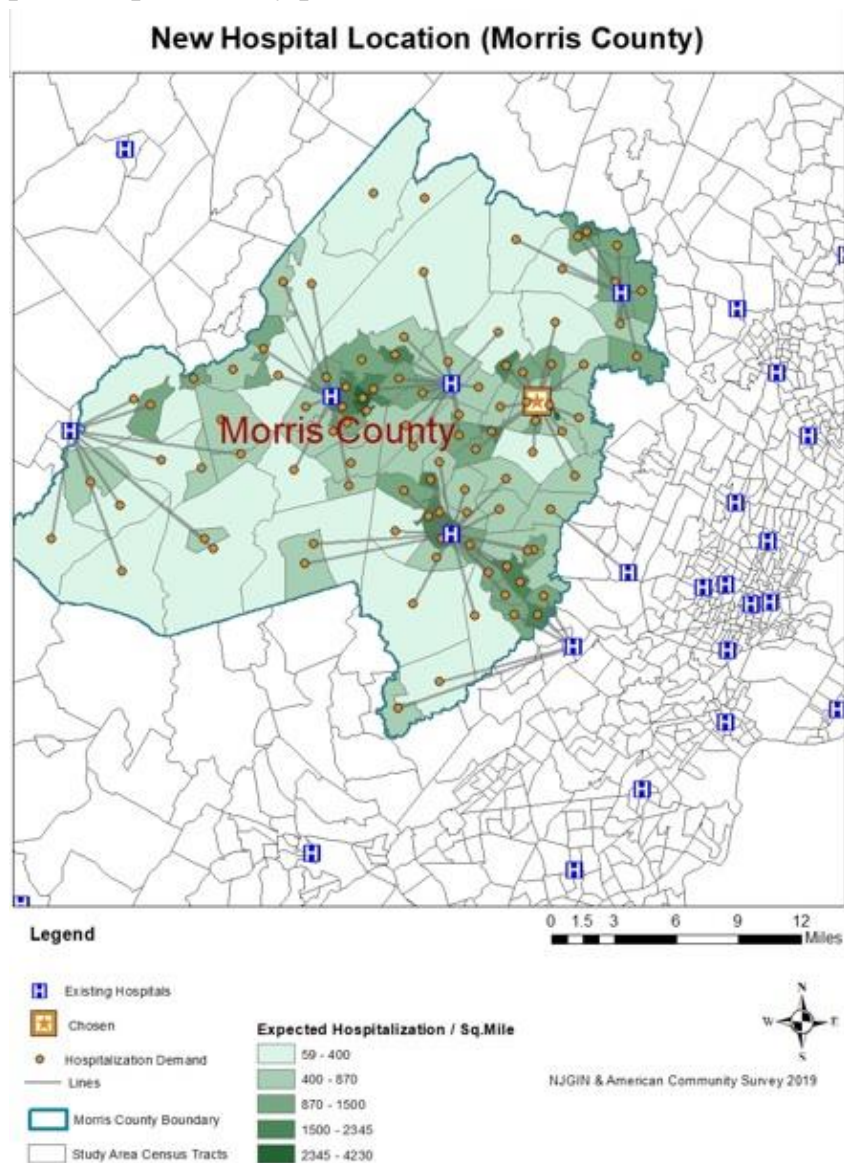 New Hospital Location (Morris County)
Morris County
Legend
0 1.5 3 6 9 12
Miles
Existing Hospitals
Chosen
Hospitalization Demand
Lines
Morris County Boundary
Study Area Census Tracts
Expected Hospitalization / Sq.Mile
59 - 400
400 - 870
870 - 1500
1500 - 2345
2345 - 4230
N
W E
S
NJGIN & American Community Survey 2019